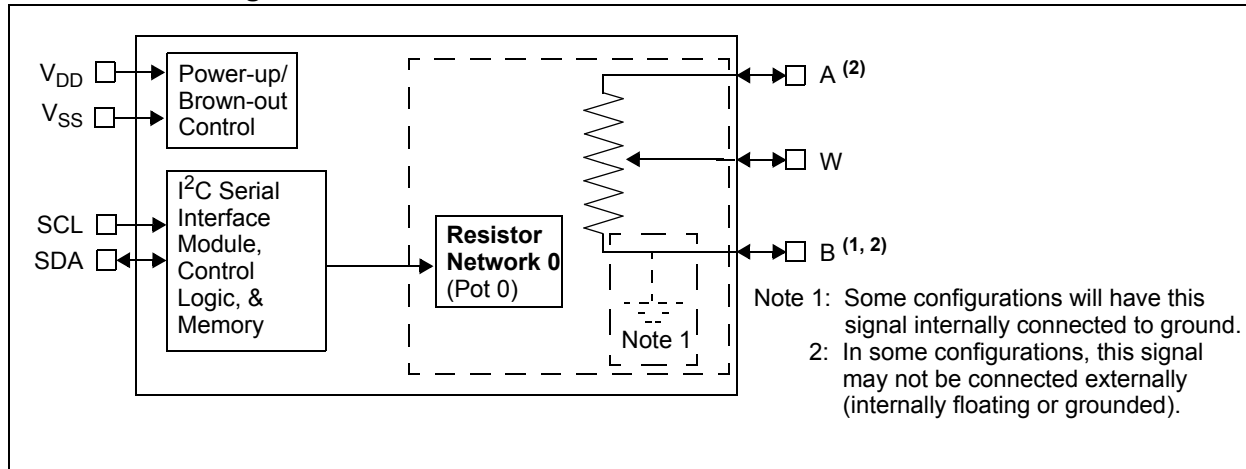 V_DD
V_SS
Power-up/
Brown-out
Control
SCL
SDA
I²C Serial
Interface
Module,
Control
Logic, &
Memory
Resistor
Network 0
(Pot 0)
Note 1
A (2)
W
B (1, 2)
Note 1: Some configurations will have this
signal internally connected to ground.
2: In some configurations, this signal
may not be connected externally
(internally floating or grounded).